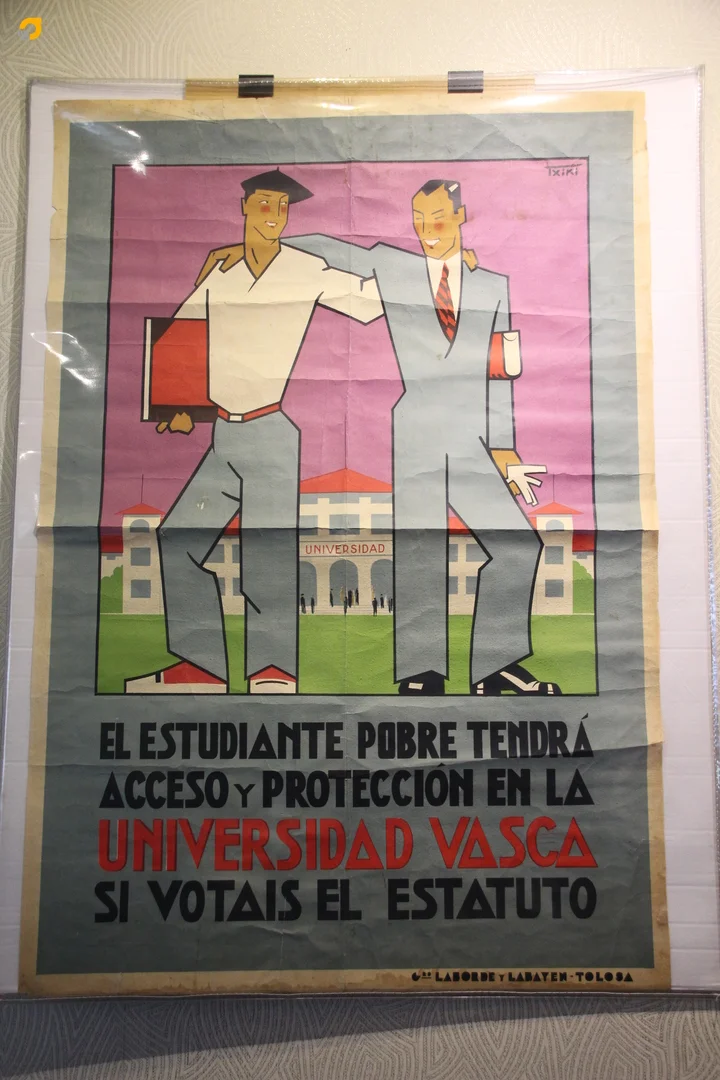 TXIKI
UNIVERSIDAD
EL ESTUDIANTE POBRE TENDRÁ
ACCESO Y PROTECCIÓN EN LA
UNIVERSIDAD VASCA
SI VOTAIS EL ESTATUTO
Gcas LABORDE Y LABAYEN-TOLOSA